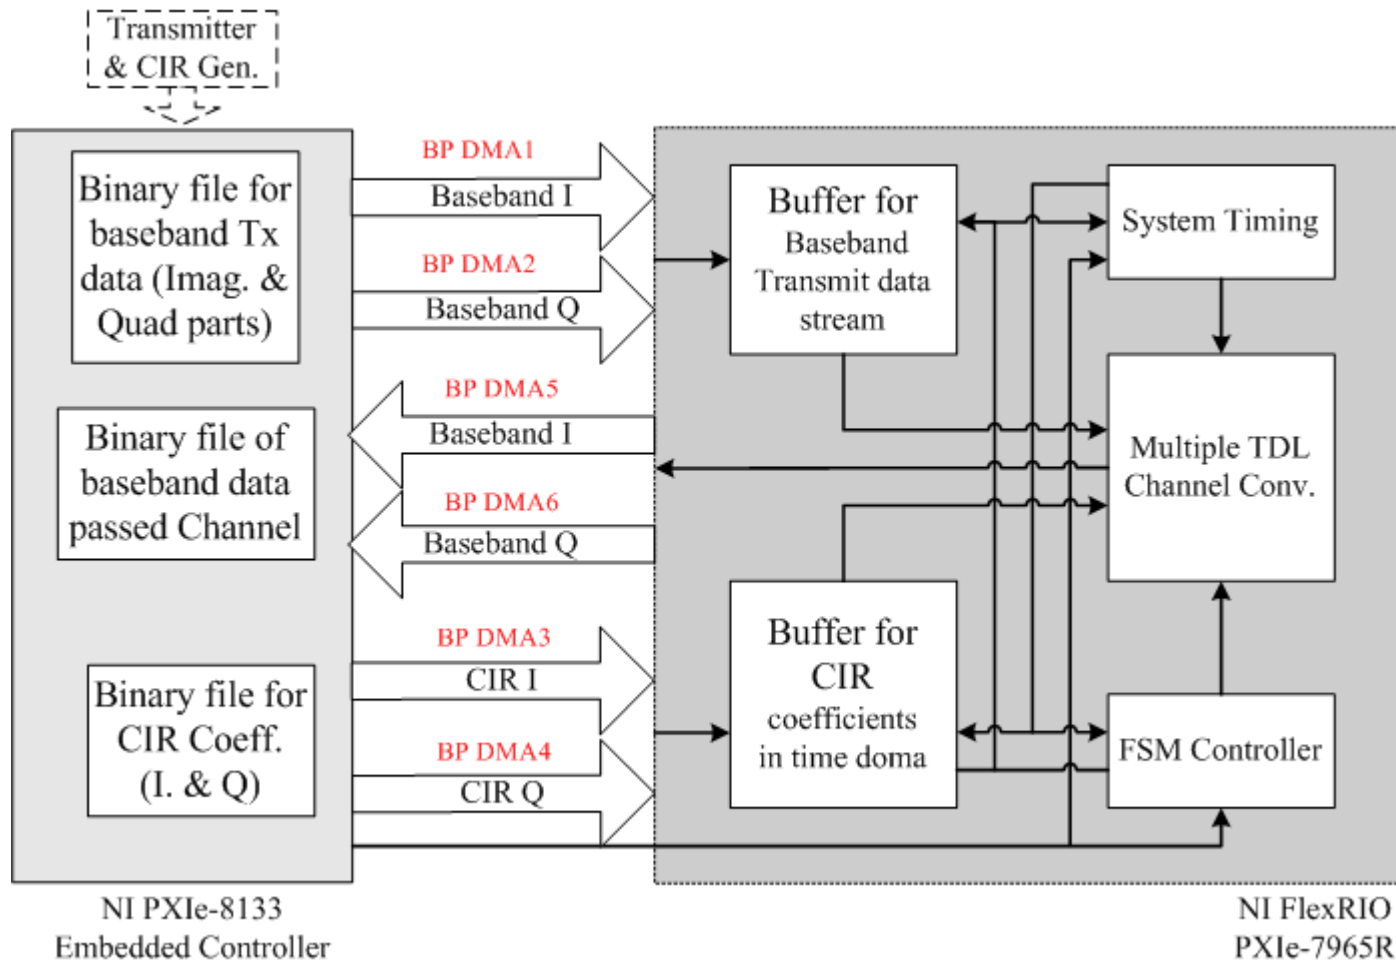 Transmitter
& CIR Gen.
Binary file for
baseband Tx
data (Imag. &
Quad parts)
Binary file of
baseband data
passed Channel
Binary file for
CIR Coeff.
(I. & Q)
NI PXIe-8133
Embedded Controller
BP DMA1
Baseband I
BP DMA2
Baseband Q
BP DMA5
Baseband I
BP DMA6
Baseband Q
BP DMA3
CIR I
BP DMA4
CIR Q
Buffer for
Baseband
Transmit data
stream
Buffer for
CIR
coefficients
in time doma
System Timing
Multiple TDL
Channel Conv.
FSM Controller
NI FlexRIO
PXIe-7965R